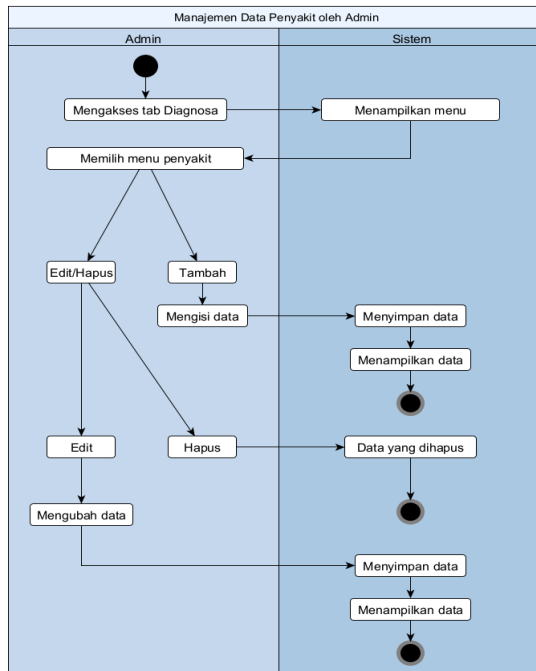 Manajemen Data Penyakit oleh Admin
Admin
Sistem
Mengakses tab Diagnosa
Menampilkan menu
Memilih menu penyakit
Edit/Hapus
Tambah
Mengisi data
Menyimpan data
Menampilkan data
Edit
Hapus
Data yang dihapus
Mengubah data
Menyimpan data
Menampilkan data